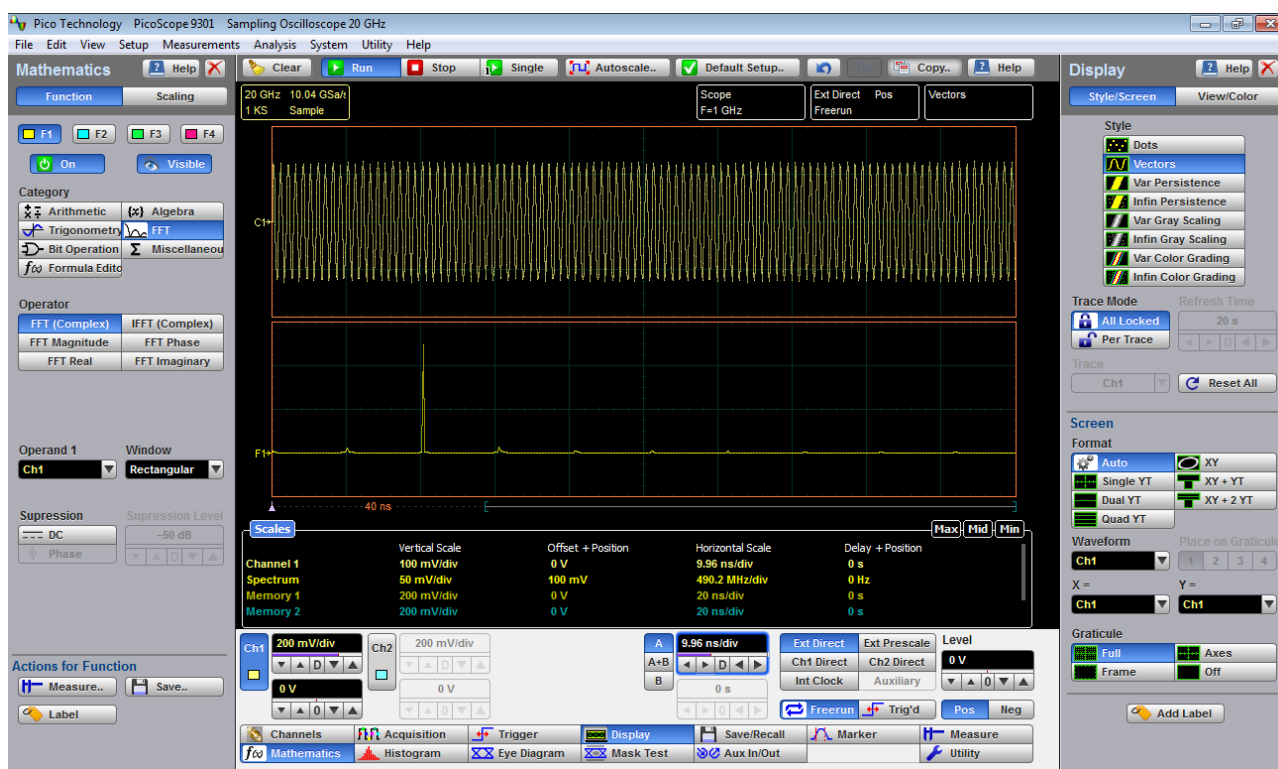 Pico Technology PicoScope 9301 Sampling Oscilloscope 20 GHz
File Edit View Setup Measurements Analysis System Utility Help
Mathematics ? Help
Function Scaling
F1 F2 F3 F4
On Visible
Category
Arithmetic {x} Algebra
Trigonometry FFT
Bit Operation Σ Miscellaneou
f(x) Formula Edito
Operator
FFT (Complex) IFFT (Complex)
FFT Magnitude FFT Phase
FFT Real FFT Imaginary
Operand 1 Window
Ch1 Rectangular
Supression Supression Level
DC -50 dB
Phase D
Actions for Function
Measure.. Save..
Label
Clear Run Stop 1 Single Autoscale.. Default Setup.. Copy.. ? Help
20 GHz 10.04 GSa/s
1 KS Sample
Scope
F=1 GHz
Ext Direct Pos
Freerun
Vectors
C1
F1
40 ns
Scales Max Mid Min
Vertical Scale Offset + Position Horizontal Scale Delay + Position
Channel 1 100 mV/div 0 V 9.96 ns/div 0 s
Spectrum 50 mV/div 100 mV 490.2 MHz/div 0 Hz
Memory 1 200 mV/div 0 V 20 ns/div 0 s
Memory 2 200 mV/div 0 V 20 ns/div 0 s
Ch1 200 mV/div Ch2 200 mV/div A 9.96 ns/div Ext Direct Ext Prescale Level
D D A+B D Ch1 Direct Ch2 Direct 0 V
0 V 0 V B 0 s Int Clock Auxiliary 0
0 0 0 Freerun Trig'd Pos Neg
Channels Acquisition Trigger Display Save/Recall Marker Measure
f(x) Mathematics Histogram Eye Diagram Mask Test Aux In/Out Utility
Display ? Help
Style/Screen View/Color
Style
Dots
Vectors
Var Persistence
Infin Persistence
Var Gray Scaling
Infin Gray Scaling
Var Color Grading
Infin Color Grading
Trace Mode Refresh Time
All Locked 20 s
Per Trace D
Trace
Ch1 Reset All
Screen
Format
Auto XY
Single YT XY + YT
Dual YT XY + 2 YT
Quad YT
Waveform Place on Graticule
Ch1 1 2 3 4
X = Y =
Ch1 Ch1
Graticule
Full Axes
Frame Off
Add Label